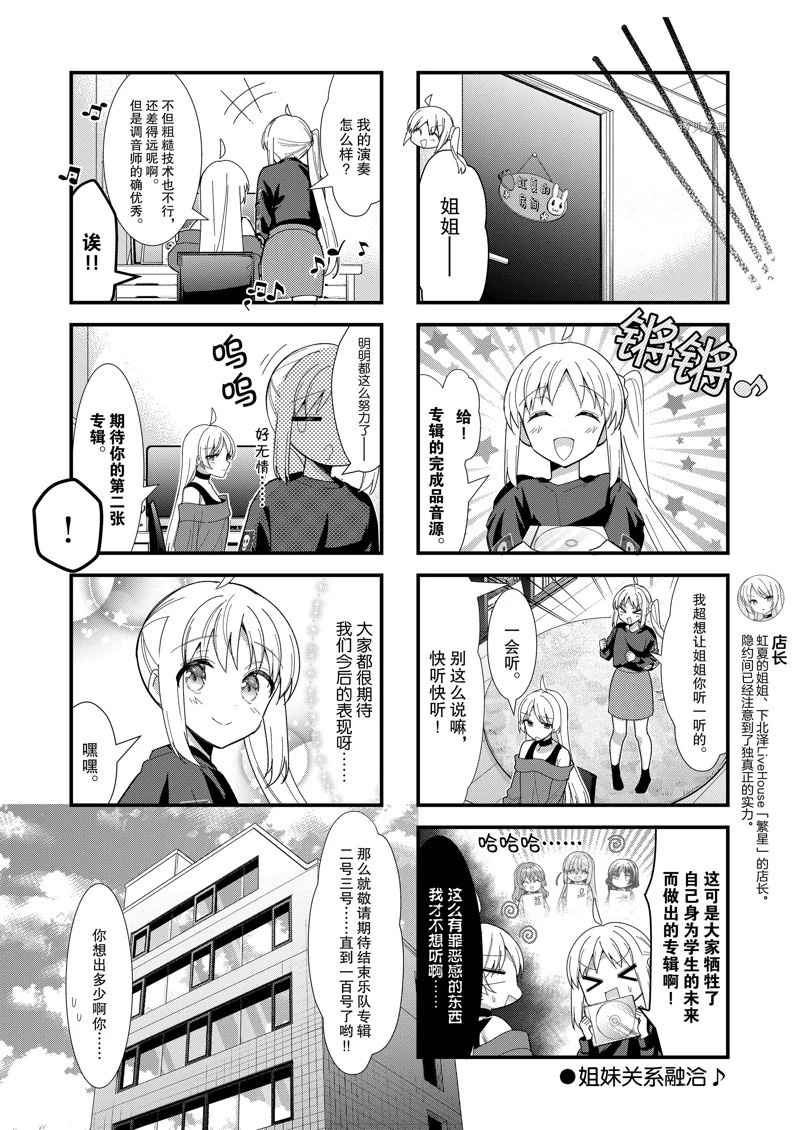 姐姐——
虹夏的
房间
锵锵♪
给!
专辑的完成品音源。
我超想让姐姐你听一听的。
一会听。
别这么说嘛,
快听快听!
这可是大家牺牲了
自己身为学生的未来
而做出的专辑啊!
哈哈哈……
这么有罪恶感的东西
我才不想听啊……
●姐妹关系融洽♪
店长
虹夏的姐姐、下北泽LiveHouse「繁星」的店长。
隐约间已经注意到了独真正的实力。
我的演奏
怎么样?
不但粗糙技术也不行,
还差得远呢啊。
但是调音师的确优秀。
诶!!
明明都这么努力了——
呜
呜
好无情……
期待你的第二张
专辑。
!
大家都很期待
我们今后的表现呀……
嘿嘿。
那么就敬请期待结束乐队专辑
二号三号……直到一百号了哟!!
你想出多少啊你……